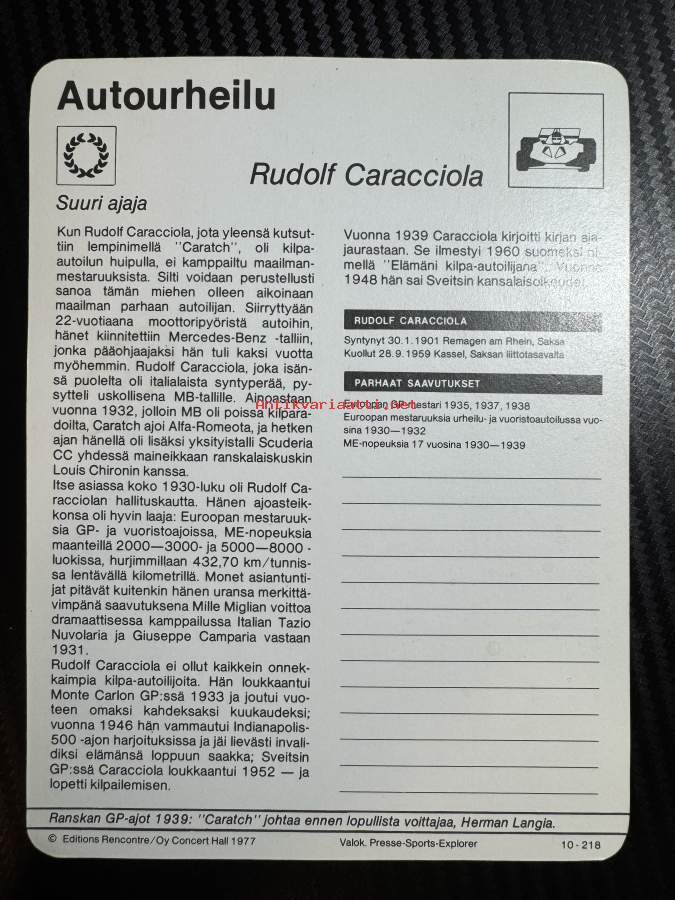 Autourheilu
Rudolf Caracciola
Suuri ajaja
Kun Rudolf Caracciola, jota yleensä kutsut-
tiin lempinimellä ''Caratch'', oli kilpa-
autoilun huipulla, ei kamppailtu maailman-
mestaruuksista. Silti voidaan perustellusti
sanoa tämän miehen olleen aikoinaan
maailman parhaan autoilijan. Siirryttyään
22-vuotiaana moottoripyöristä autoihin,
hänet kiinnitettiin Mercedes-Benz -talliin,
jonka pääohjaajaksi hän tuli kaksi vuotta
myöhemmin. Rudolf Caracciola, joka isän-
sä puolelta oli italialaista syntyperää, py-
sytteli uskollisena MB-tallille. Ainoastaan
vuonna 1932, jolloin MB oli poissa kilpara-
doilta, Caratch ajoi Alfa-Romeota, ja hetken
ajan hänellä oli lisäksi yksityistalli Scuderia
CC yhdessä maineikkaan ranskalaiskuskin
Louis Chironin kanssa.
Itse asiassa koko 1930-luku oli Rudolf Ca-
racciolan hallituskautta. Hänen ajoasteik-
konsa oli hyvin laaja: Euroopan mestaruuk-
sia GP- ja vuoristoajoissa, ME-nopeuksia
maanteillä 2000—3000- ja 5000—8000 -
luokissa, hurjimmillaan 432,70 km/tunnis-
sa lentävällä kilometrillä. Monet asiantunti-
jat pitävät kuitenkin hänen uransa merkittä-
vimpänä saavutuksena Mille Miglian voittoa
dramaattisessa kamppailussa Italian Tazio
Nuvolaria ja Giuseppe Camparia vastaan
1931.
Rudolf Caracciola ei ollut kaikkein onnek-
kaimpia kilpa-autoilijoita. Hän loukkaantui
Monte Carlon GP:ssä 1933 ja joutui vuo-
teen omaksi kahdeksaksi kuukaudeksi;
vuonna 1946 hän vammautui Indianapolis-
500 -ajon harjoituksissa ja jäi lievästi invali-
diksi elämänsä loppuun saakka; Sveitsin
GP:ssä Caracciola loukkaantui 1952 — ja
lopetti kilpailemisen.
Vuonna 1939 Caracciola kirjoitti kirjan aja-
jaurastaan. Se ilmestyi 1960 suomeksi ni-
mellä ''Elämäni kilpa-autoilijana''. Vuonna
1948 hän sai Sveitsin kansalaisoikeudet.
RUDOLF CARACCIOLA
Syntynyt 30.1.1901 Remagen am Rhein, Saksa
Kuollut 28.9.1959 Kassel, Saksan liittotasavalta
PARHAAT SAAVUTUKSET
Euroopan GP-mestari 1935, 1937, 1938
Euroopan mestaruuksia urheilu- ja vuoristoautoilussa vuo-
sina 1930—1932
ME-nopeuksia 17 vuosina 1930—1939
Antikvariaatti.net
Ranskan GP-ajot 1939: ''Caratch'' johtaa ennen lopullista voittajaa, Herman Langia.
© Editions Rencontre/Oy Concert Hall 1977
Valok. Presse-Sports-Explorer
10-218